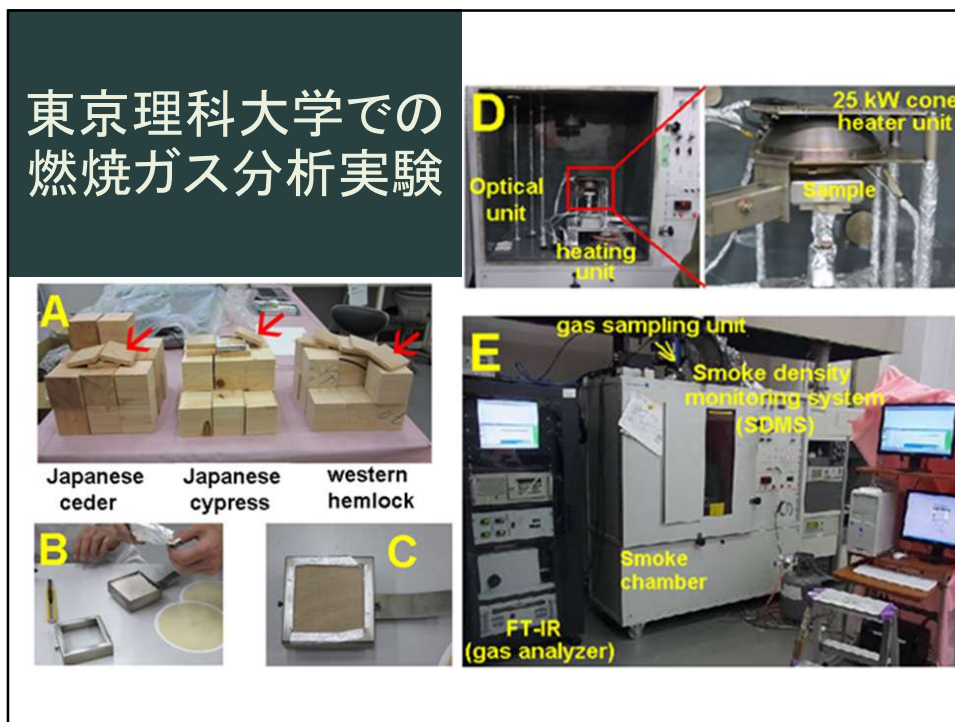 東京理科大学での
燃焼ガス分析実験
A
Japanese
ceder
Japanese
cypress
western
hemlock
B
C
D
Optical
unit
heating
unit
25 kW cone
heater unit
Sample
E
gas sampling unit
Smoke density
monitoring system
(SDMS)
Smoke
chamber
FT-IR
(gas analyzer)